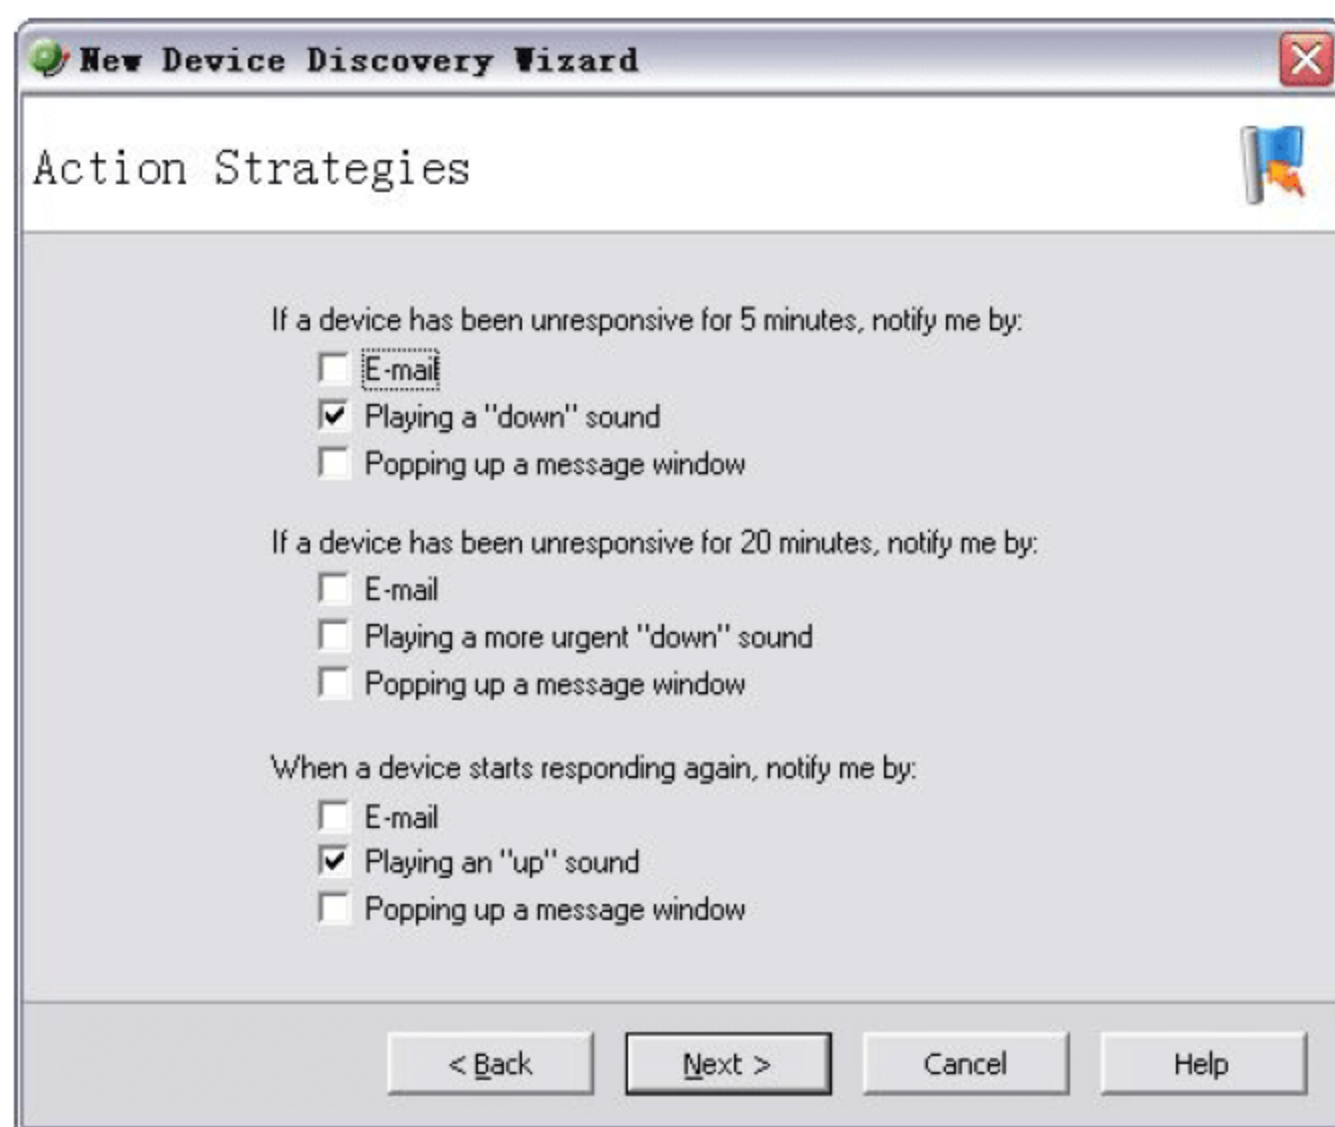 New Device Discovery Wizard
Action Strategies
If a device has been unresponsive for 5 minutes, notify me by:
E-mail
Playing a "down" sound
Popping up a message window
If a device has been unresponsive for 20 minutes, notify me by:
E-mail
Playing a more urgent "down" sound
Popping up a message window
When a device starts responding again, notify me by:
E-mail
Playing an "up" sound
Popping up a message window
< Back Next > Cancel Help